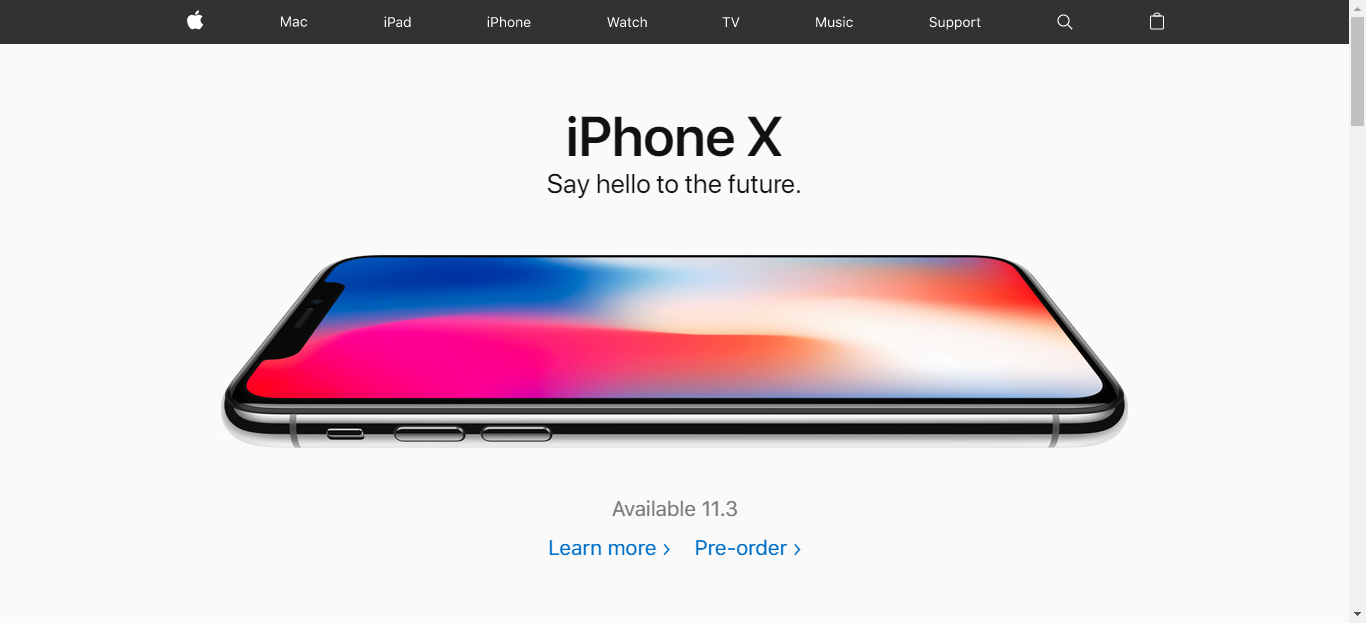 Mac iPad iPhone Watch TV Music Support
iPhone X
Say hello to the future.
Available 11.3
Learn more › Pre-order ›